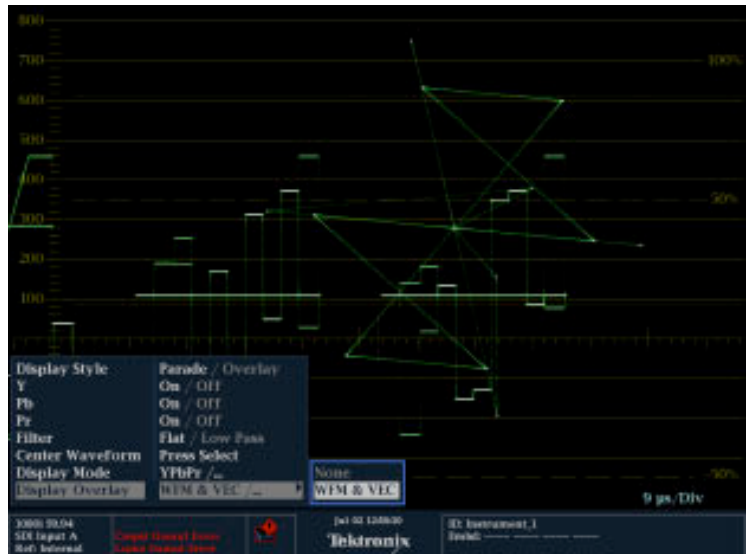 800
700
100%
600
500
400
50%
300
200
100
Display Style Parade / Overlay
Y On / Off
Pb On / Off
Pr On / Off
Filter Flat / Low Pass
Center Waveform Press Select
Display Mode YPbPr /...
Display Overlay WFM & VEC /...
None
WFM & VEC
9 µs/Div
1080i 59.94
SDI Input A
Ref: Internal
Tektronix
ID: Instrument_1